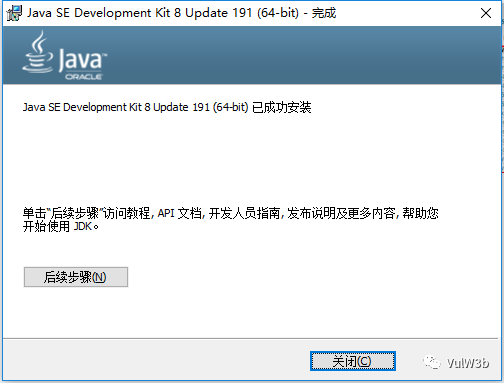 Java SE Development Kit 8 Update 191 (64-bit) - 完成
Java™
ORACLE
Java SE Development Kit 8 Update 191 (64-bit) 已成功安装
单击“后续步骤”访问教程, API 文档, 开发人员指南, 发布说明及更多内容, 帮助您
开始使用 JDK。
后续步骤(N)
关闭(C)
VulW3b